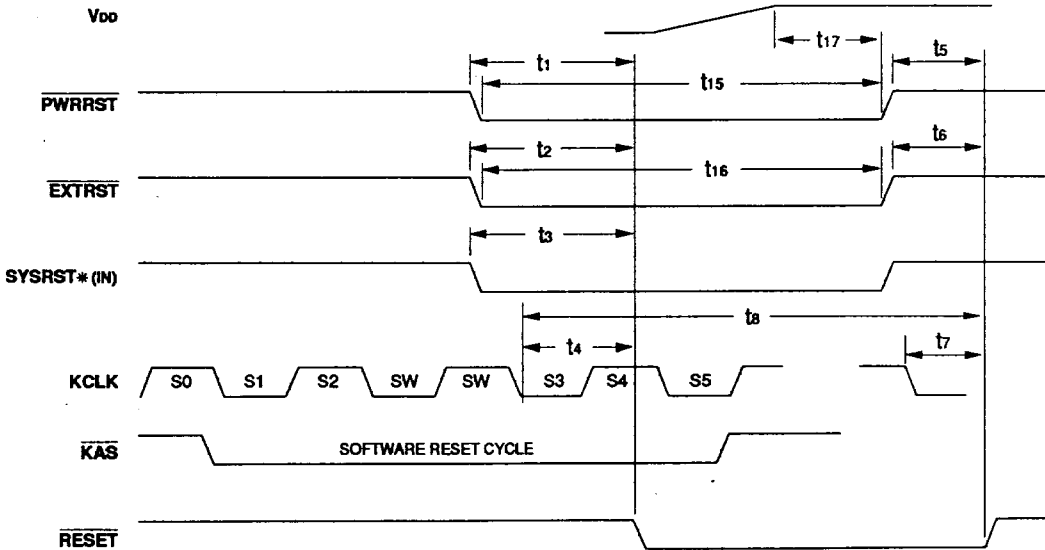 VDD
t17
t5
t1
t15
PWRRST
t2
t6
t16
EXTRST
t3
SYSRST* (IN)
t8
t4
t7
KCLK
S0 S1 S2 SW SW S3 S4 S5
KAS
SOFTWARE RESET CYCLE
RESET